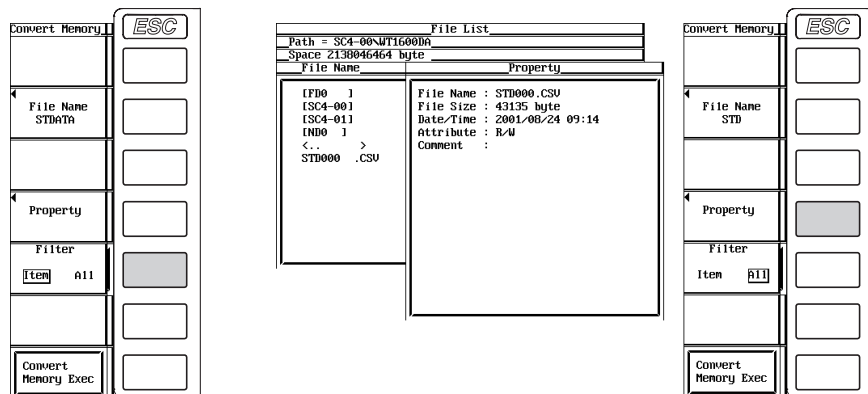 Convert Memory
ESC
File Name
STDATA
Property
Filter
Item All
Convert
Memory Exec
File List
Path = SC4-00\WT1600DA
Space 2138046464 byte
File Name
[FD0 ]
[SC4-00]
[SC4-01]
[ND0 ]
<.. >
STD000 .CSV
Property
File Name : STD000.CSV
File Size : 43135 byte
Date/Time : 2001/08/24 09:14
Attribute : R/W
Comment :
Convert Memory
ESC
File Name
STD
Property
Filter
Item All
Convert
Memory Exec